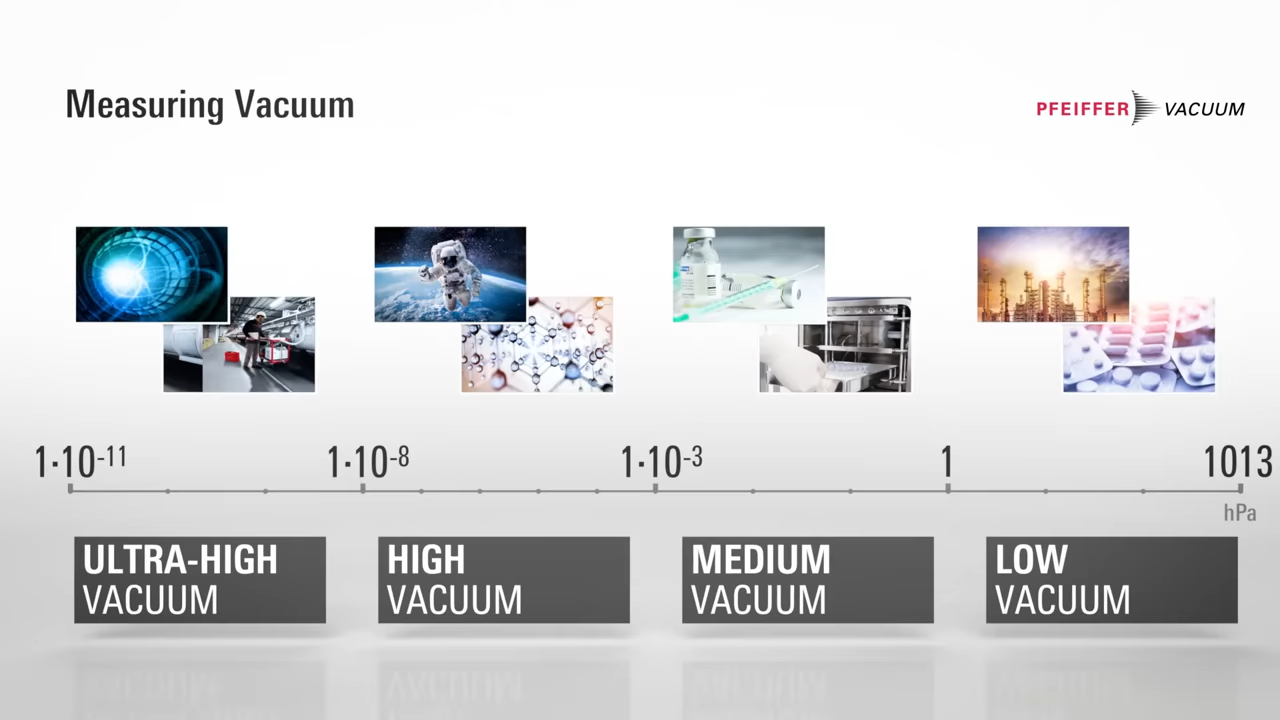 Measuring Vacuum
PFEIFFER VACUUM
1·10⁻¹¹ 1·10⁻⁸ 1·10⁻³ 1 1013
hPa
ULTRA-HIGH
VACUUM
HIGH
VACUUM
MEDIUM
VACUUM
LOW
VACUUM